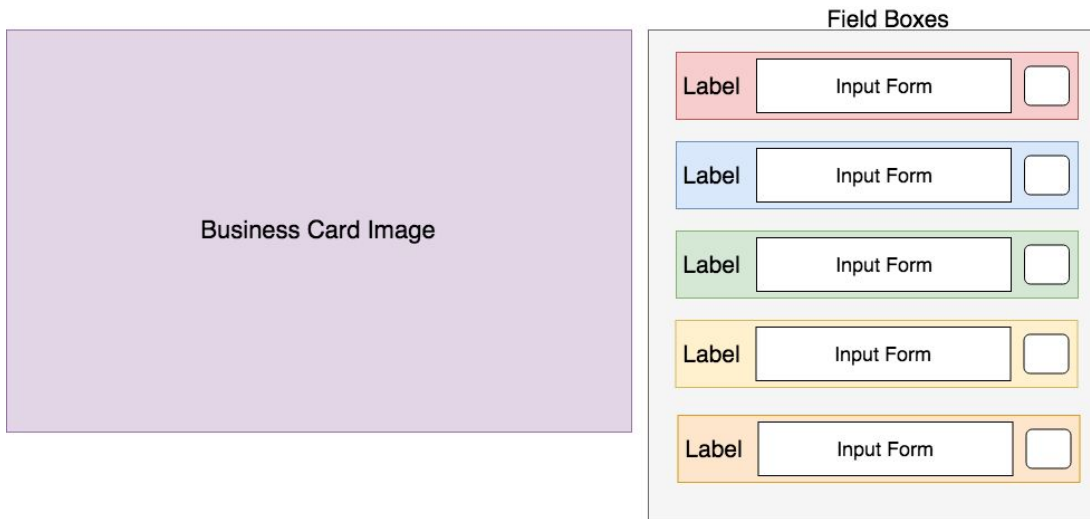 Field Boxes
Business Card Image
Label Input Form
Label Input Form
Label Input Form
Label Input Form
Label Input Form